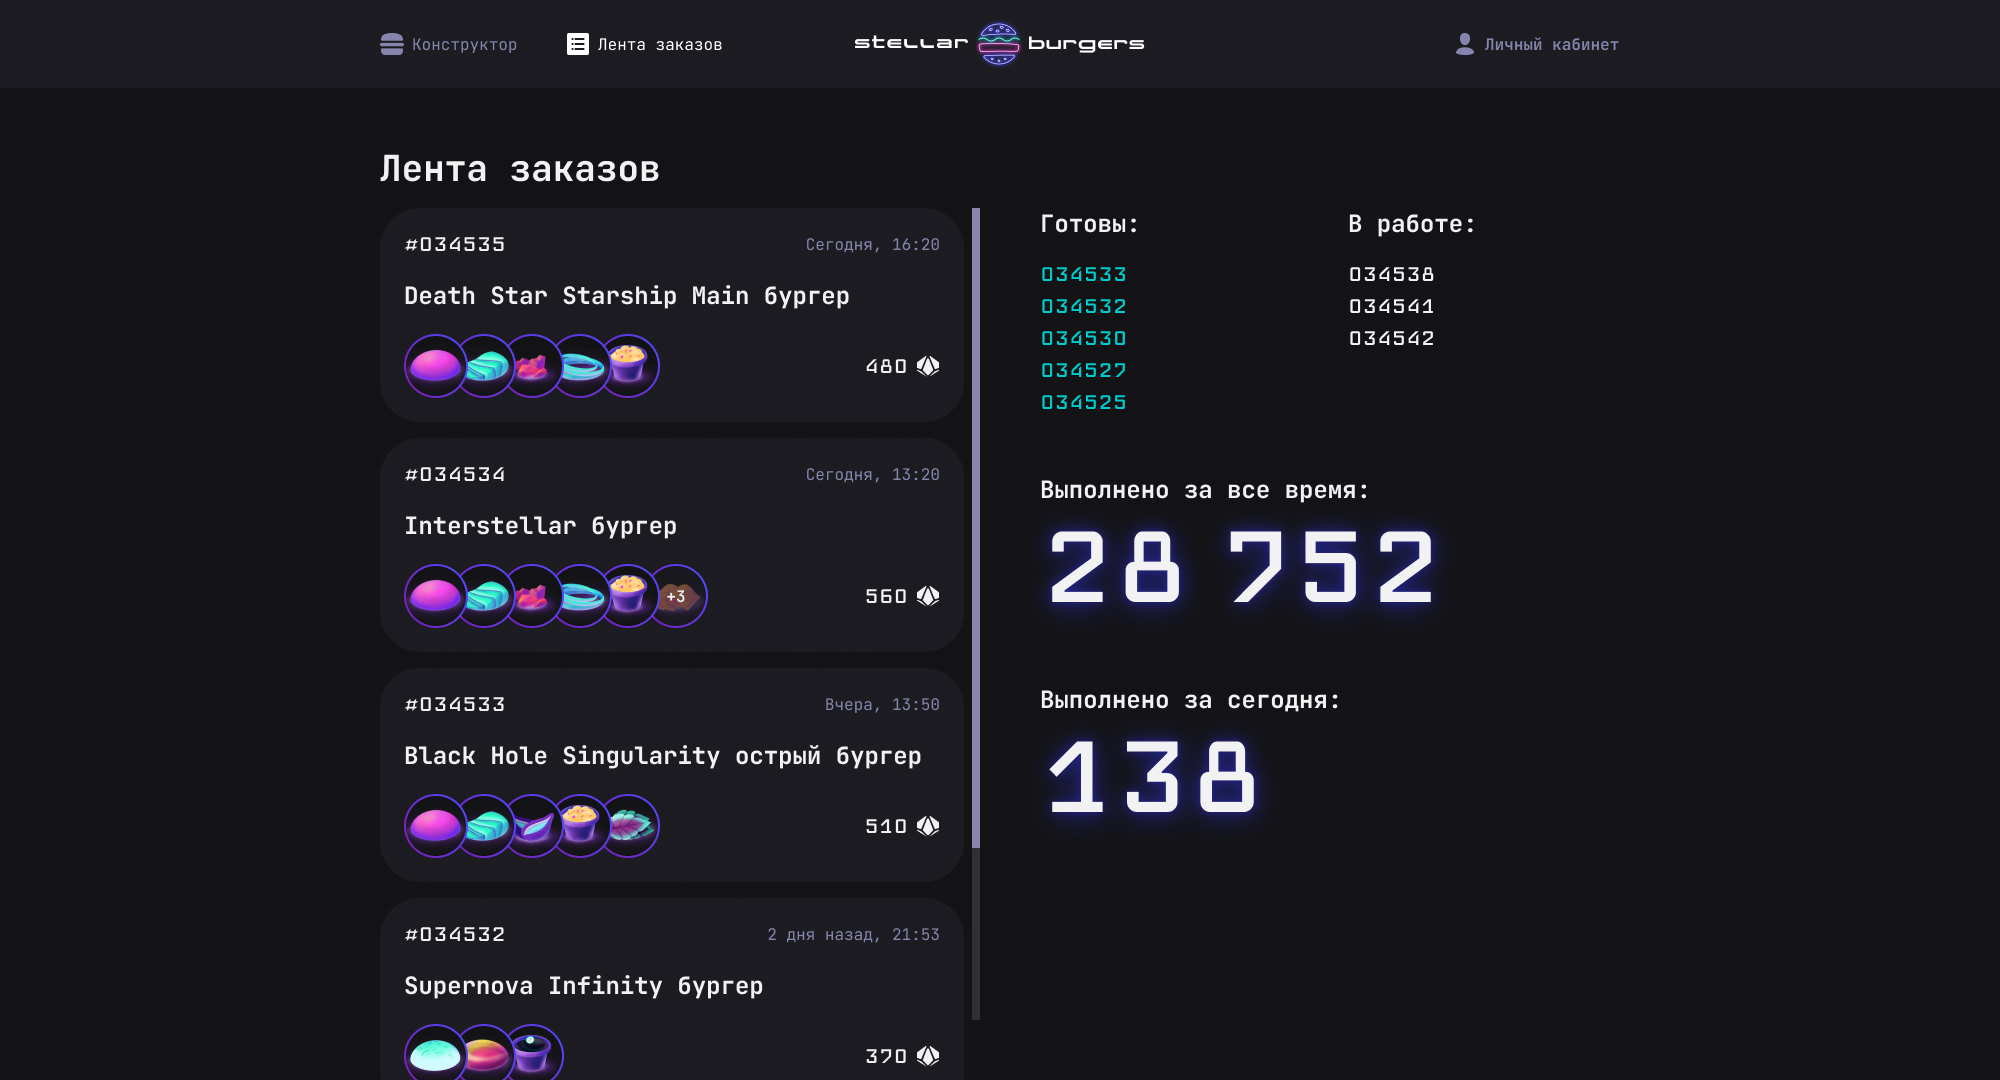 Конструктор
Лента заказов
stellar burgers
Личный кабинет
Лента заказов
#034535
Сегодня, 16:20
Death Star Starship Main бургер
480
#034534
Сегодня, 13:20
Interstellar бургер
+3
560
#034533
Вчера, 13:50
Black Hole Singularity острый бургер
510
#034532
2 дня назад, 21:53
Supernova Infinity бургер
370
Готовы:
034533
034532
034530
034527
034525
В работе:
034538
034541
034542
Выполнено за все время:
28 752
Выполнено за сегодня:
138